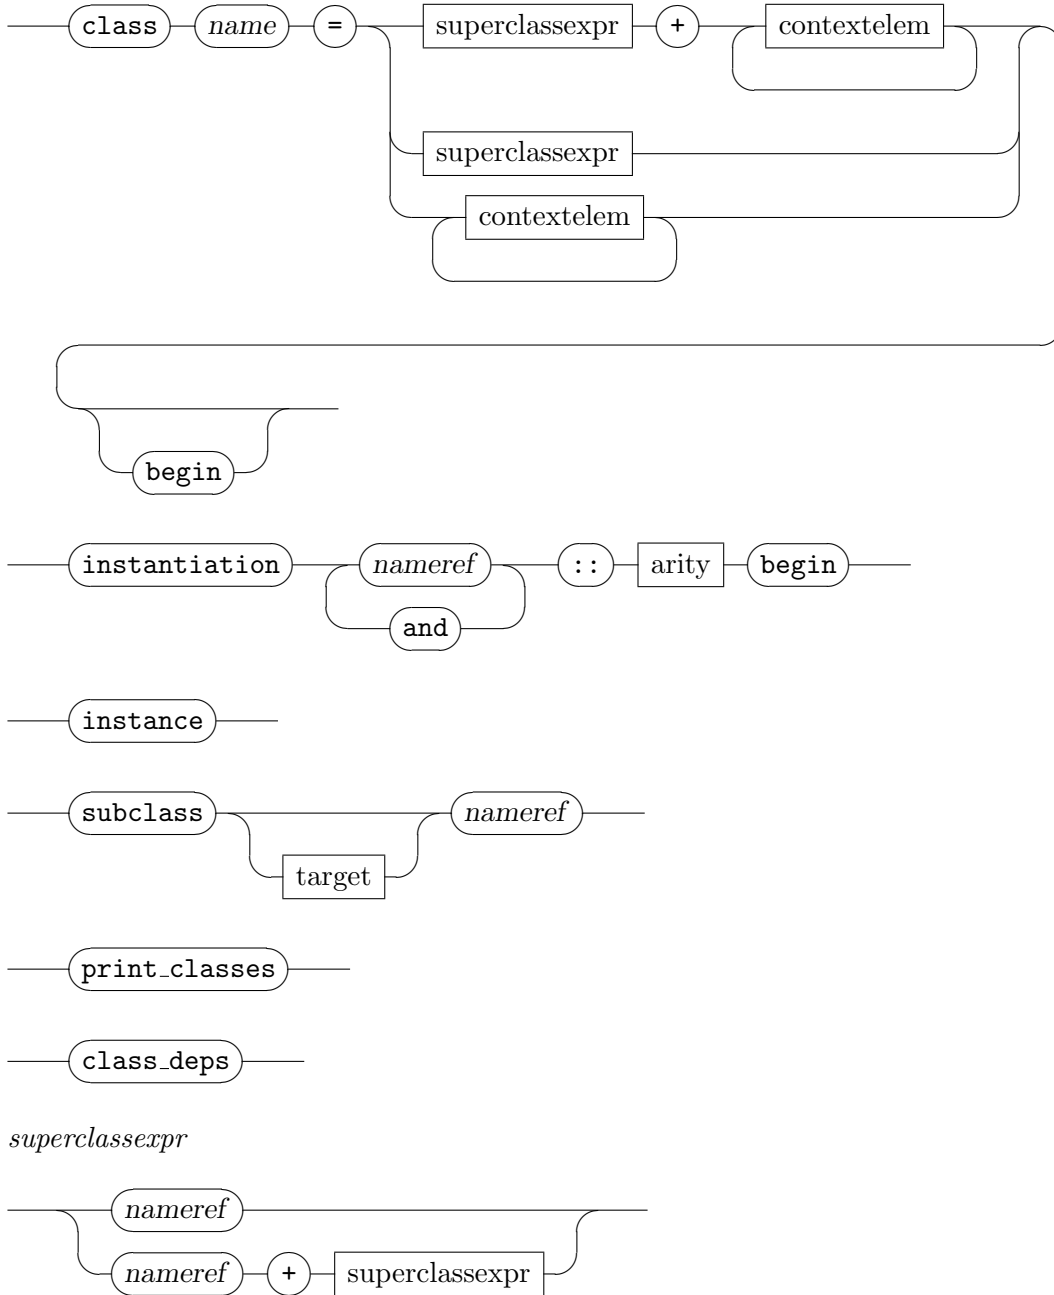 class name = superclassexpr + contextelem
superclassexpr
contextelem
begin
instantiation nameref :: arity begin
and
instance
subclass nameref
target
print_classes
class_deps
superclassexpr
nameref
nameref + superclassexpr